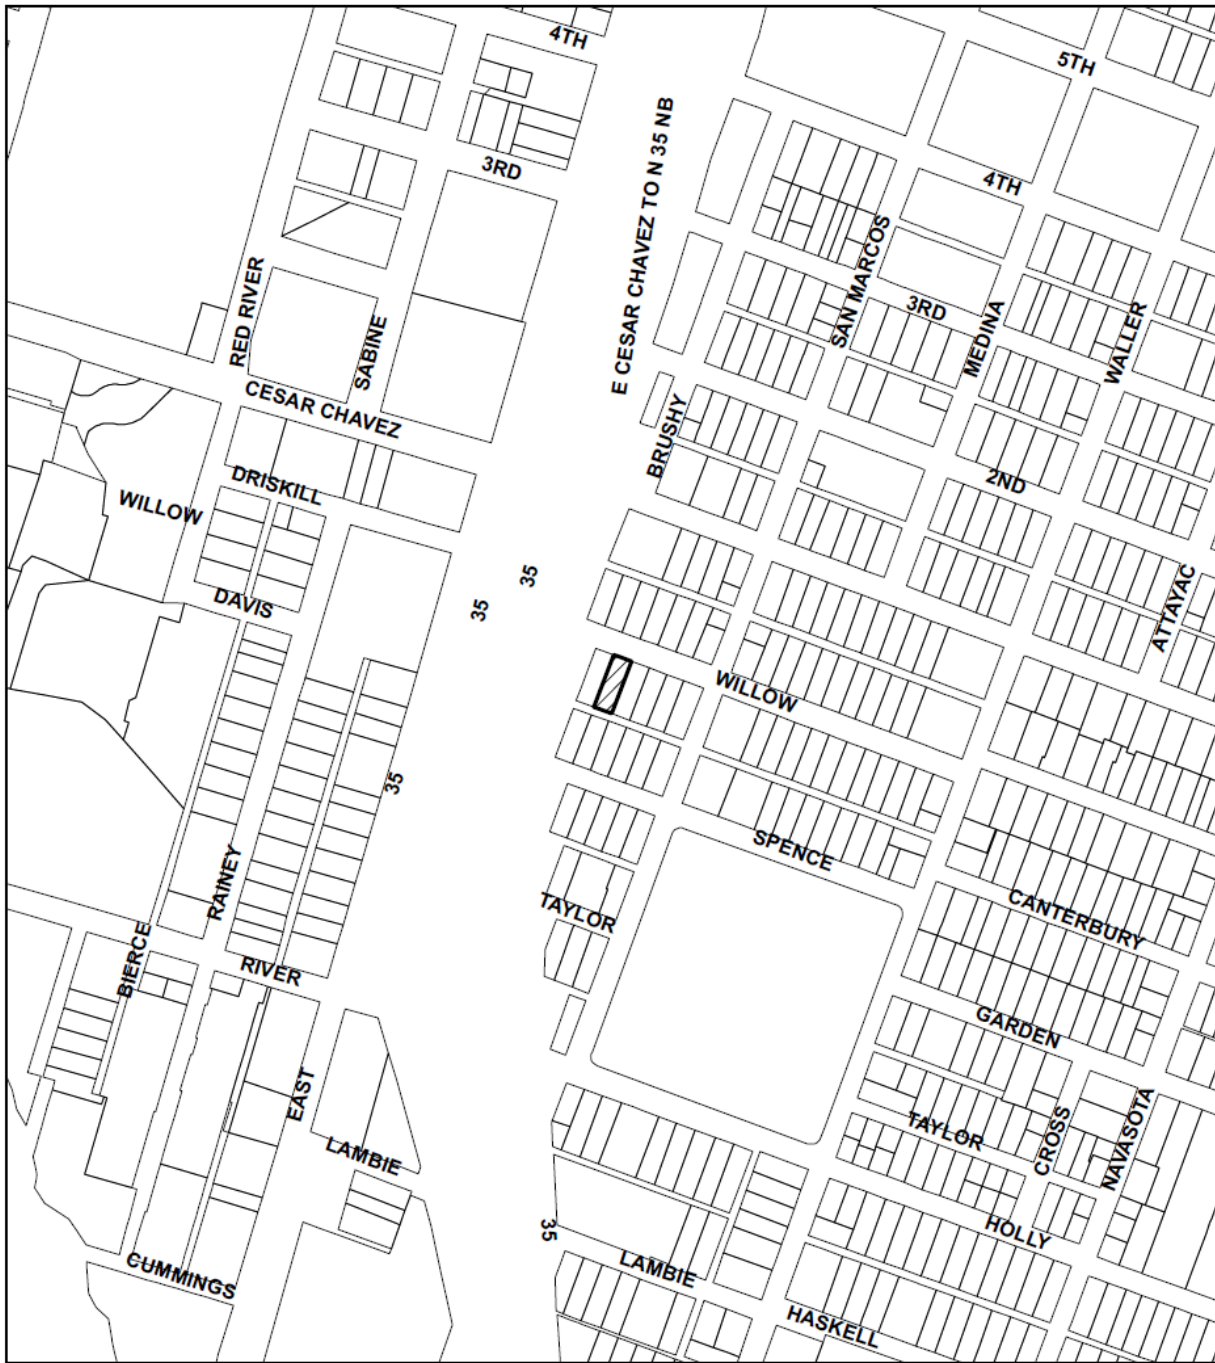 4TH
5TH
3RD
4TH
E CESAR CHAVEZ TO N 35 NB
SAN MARCOS
RED RIVER
SABINE
3RD
MEDINA
WALLER
CESAR CHAVEZ
BRUSHY
DRISKILL
WILLOW
2ND
35
35
DAVIS
ATTAYAC
WILLOW
35
SPENCE
RAINEY
TAYLOR
CANTERBURY
BIERCE
RIVER
GARDEN
EAST
LAMBIE
TAYLOR
CROSS
NAVASOTA
35
HOLLY
CUMMINGS
LAMBIE
HASKELL